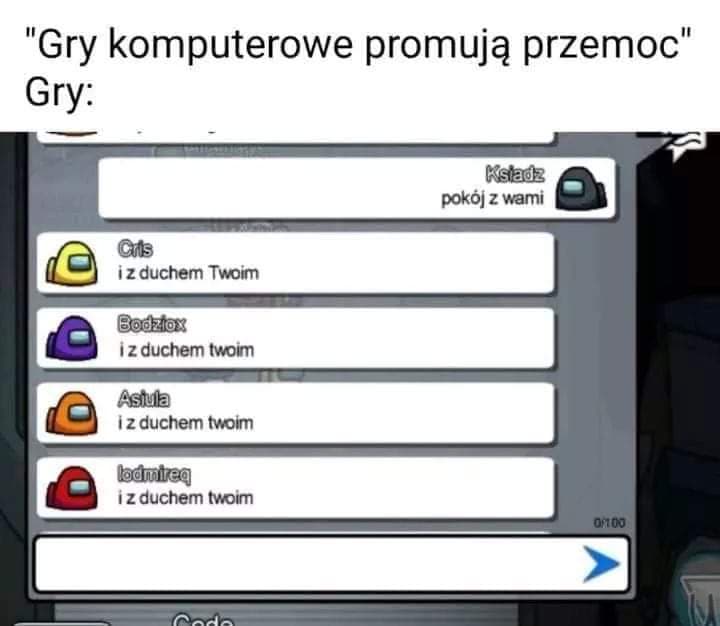 "Gry komputerowe promują przemoc"
Gry:
Ksiadz
pokój z wami
Cris
i z duchem Twoim
Bodziox
i z duchem twoim
Asiula
i z duchem twoim
lodmireq
i z duchem twoim
0/100
Code